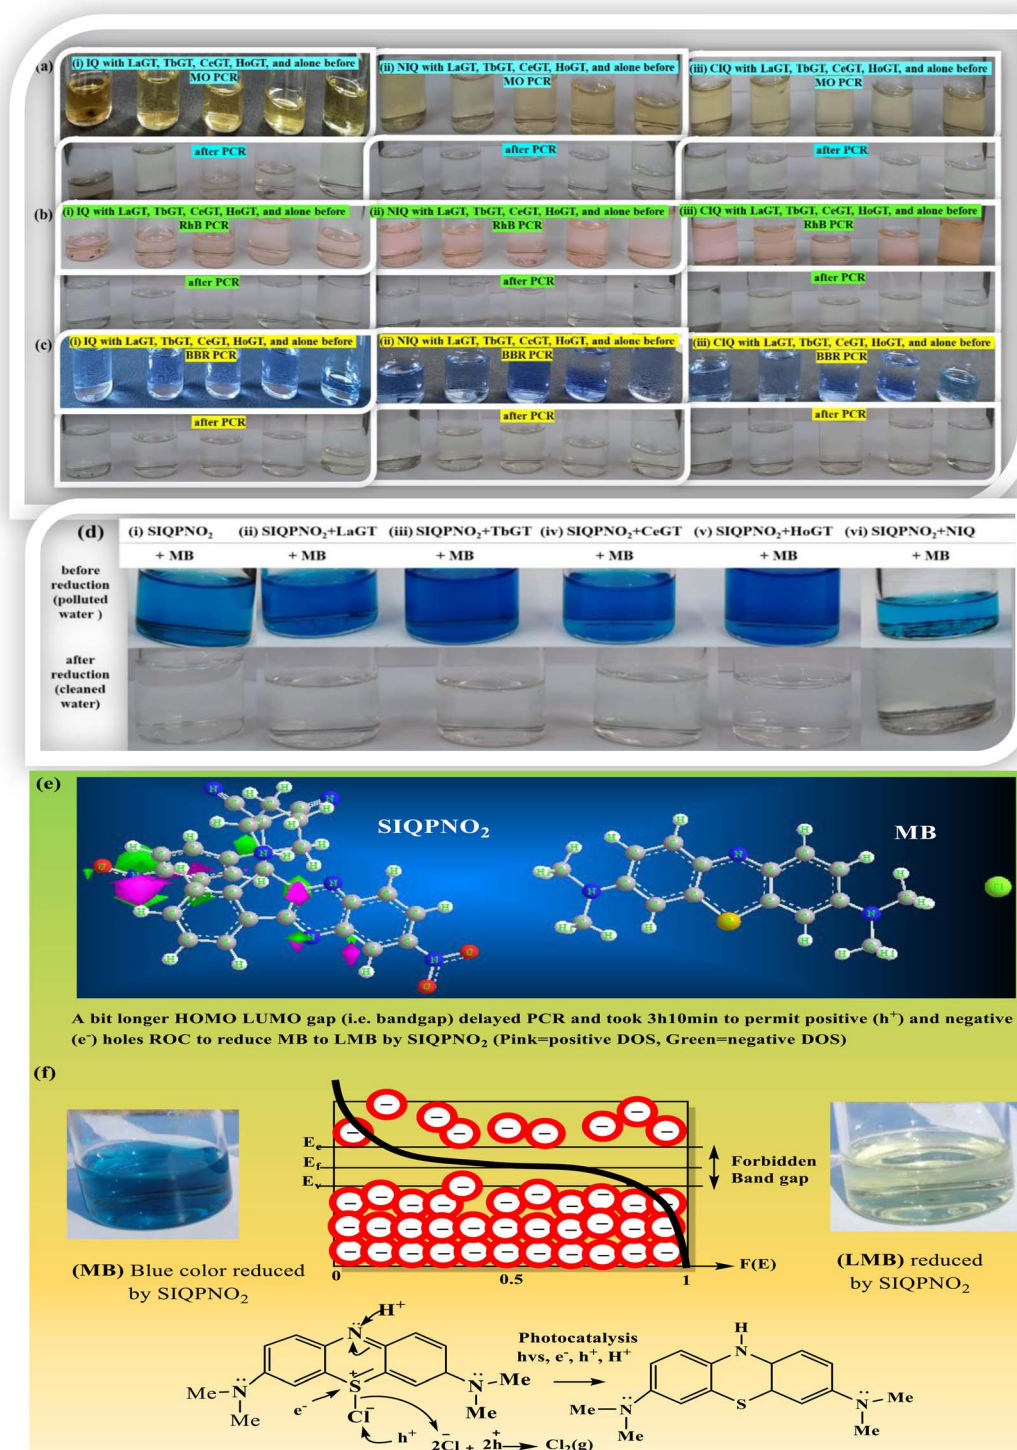 (a)
(i) IQ with LaGT, TbGT, CeGT, HoGT, and alone before
MO PCR
(ii) NIQ with LaGT, TbGT, CeGT, HoGT, and alone before
MO PCR
(iii) ClQ with LaGT, TbGT, CeGT, HoGT, and alone before
MO PCR
after PCR
after PCR
after PCR
(b)
(i) IQ with LaGT, TbGT, CeGT, HoGT, and alone before
RhB PCR
(ii) NIQ with LaGT, TbGT, CeGT, HoGT, and alone before
RhB PCR
(iii) ClQ with LaGT, TbGT, CeGT, HoGT, and alone before
RhB PCR
after PCR
after PCR
after PCR
(c)
(i) IQ with LaGT, TbGT, CeGT, HoGT, and alone before
BBR PCR
(ii) NIQ with LaGT, TbGT, CeGT, HoGT, and alone before
BBR PCR
(iii) ClQ with LaGT, TbGT, CeGT, HoGT, and alone before
BBR PCR
after PCR
after PCR
after PCR
(d)
(i) SIQPNO₂ (ii) SIQPNO₂+LaGT (iii) SIQPNO₂+TbGT (iv) SIQPNO₂+CeGT (v) SIQPNO₂+HoGT (vi) SIQPNO₂+NIQ
+ MB + MB + MB + MB + MB + MB
before
reduction
(polluted
water )
after
reduction
(cleaned
water)
(e)
SIQPNO₂
MB
A bit longer HOMO LUMO gap (i.e. bandgap) delayed PCR and took 3h10min to permit positive (h⁺) and negative
(e⁻) holes ROC to reduce MB to LMB by SIQPNO₂ (Pink=positive DOS, Green=negative DOS)
(f)
Ec
Ef
Ev
Forbidden
Band gap
0 0.5 1 F(E)
(MB) Blue color reduced
by SIQPNO₂
(LMB) reduced
by SIQPNO₂
H⁺
N
S⁺
Cl⁻
Me N Me
N Me Me
e⁻
h⁺
2Cl⁻ + 2h⁺ → Cl₂(g)
Photocatalysis
hvs, e⁻, h⁺, H⁺
H
N
S
Me N Me
N Me Me